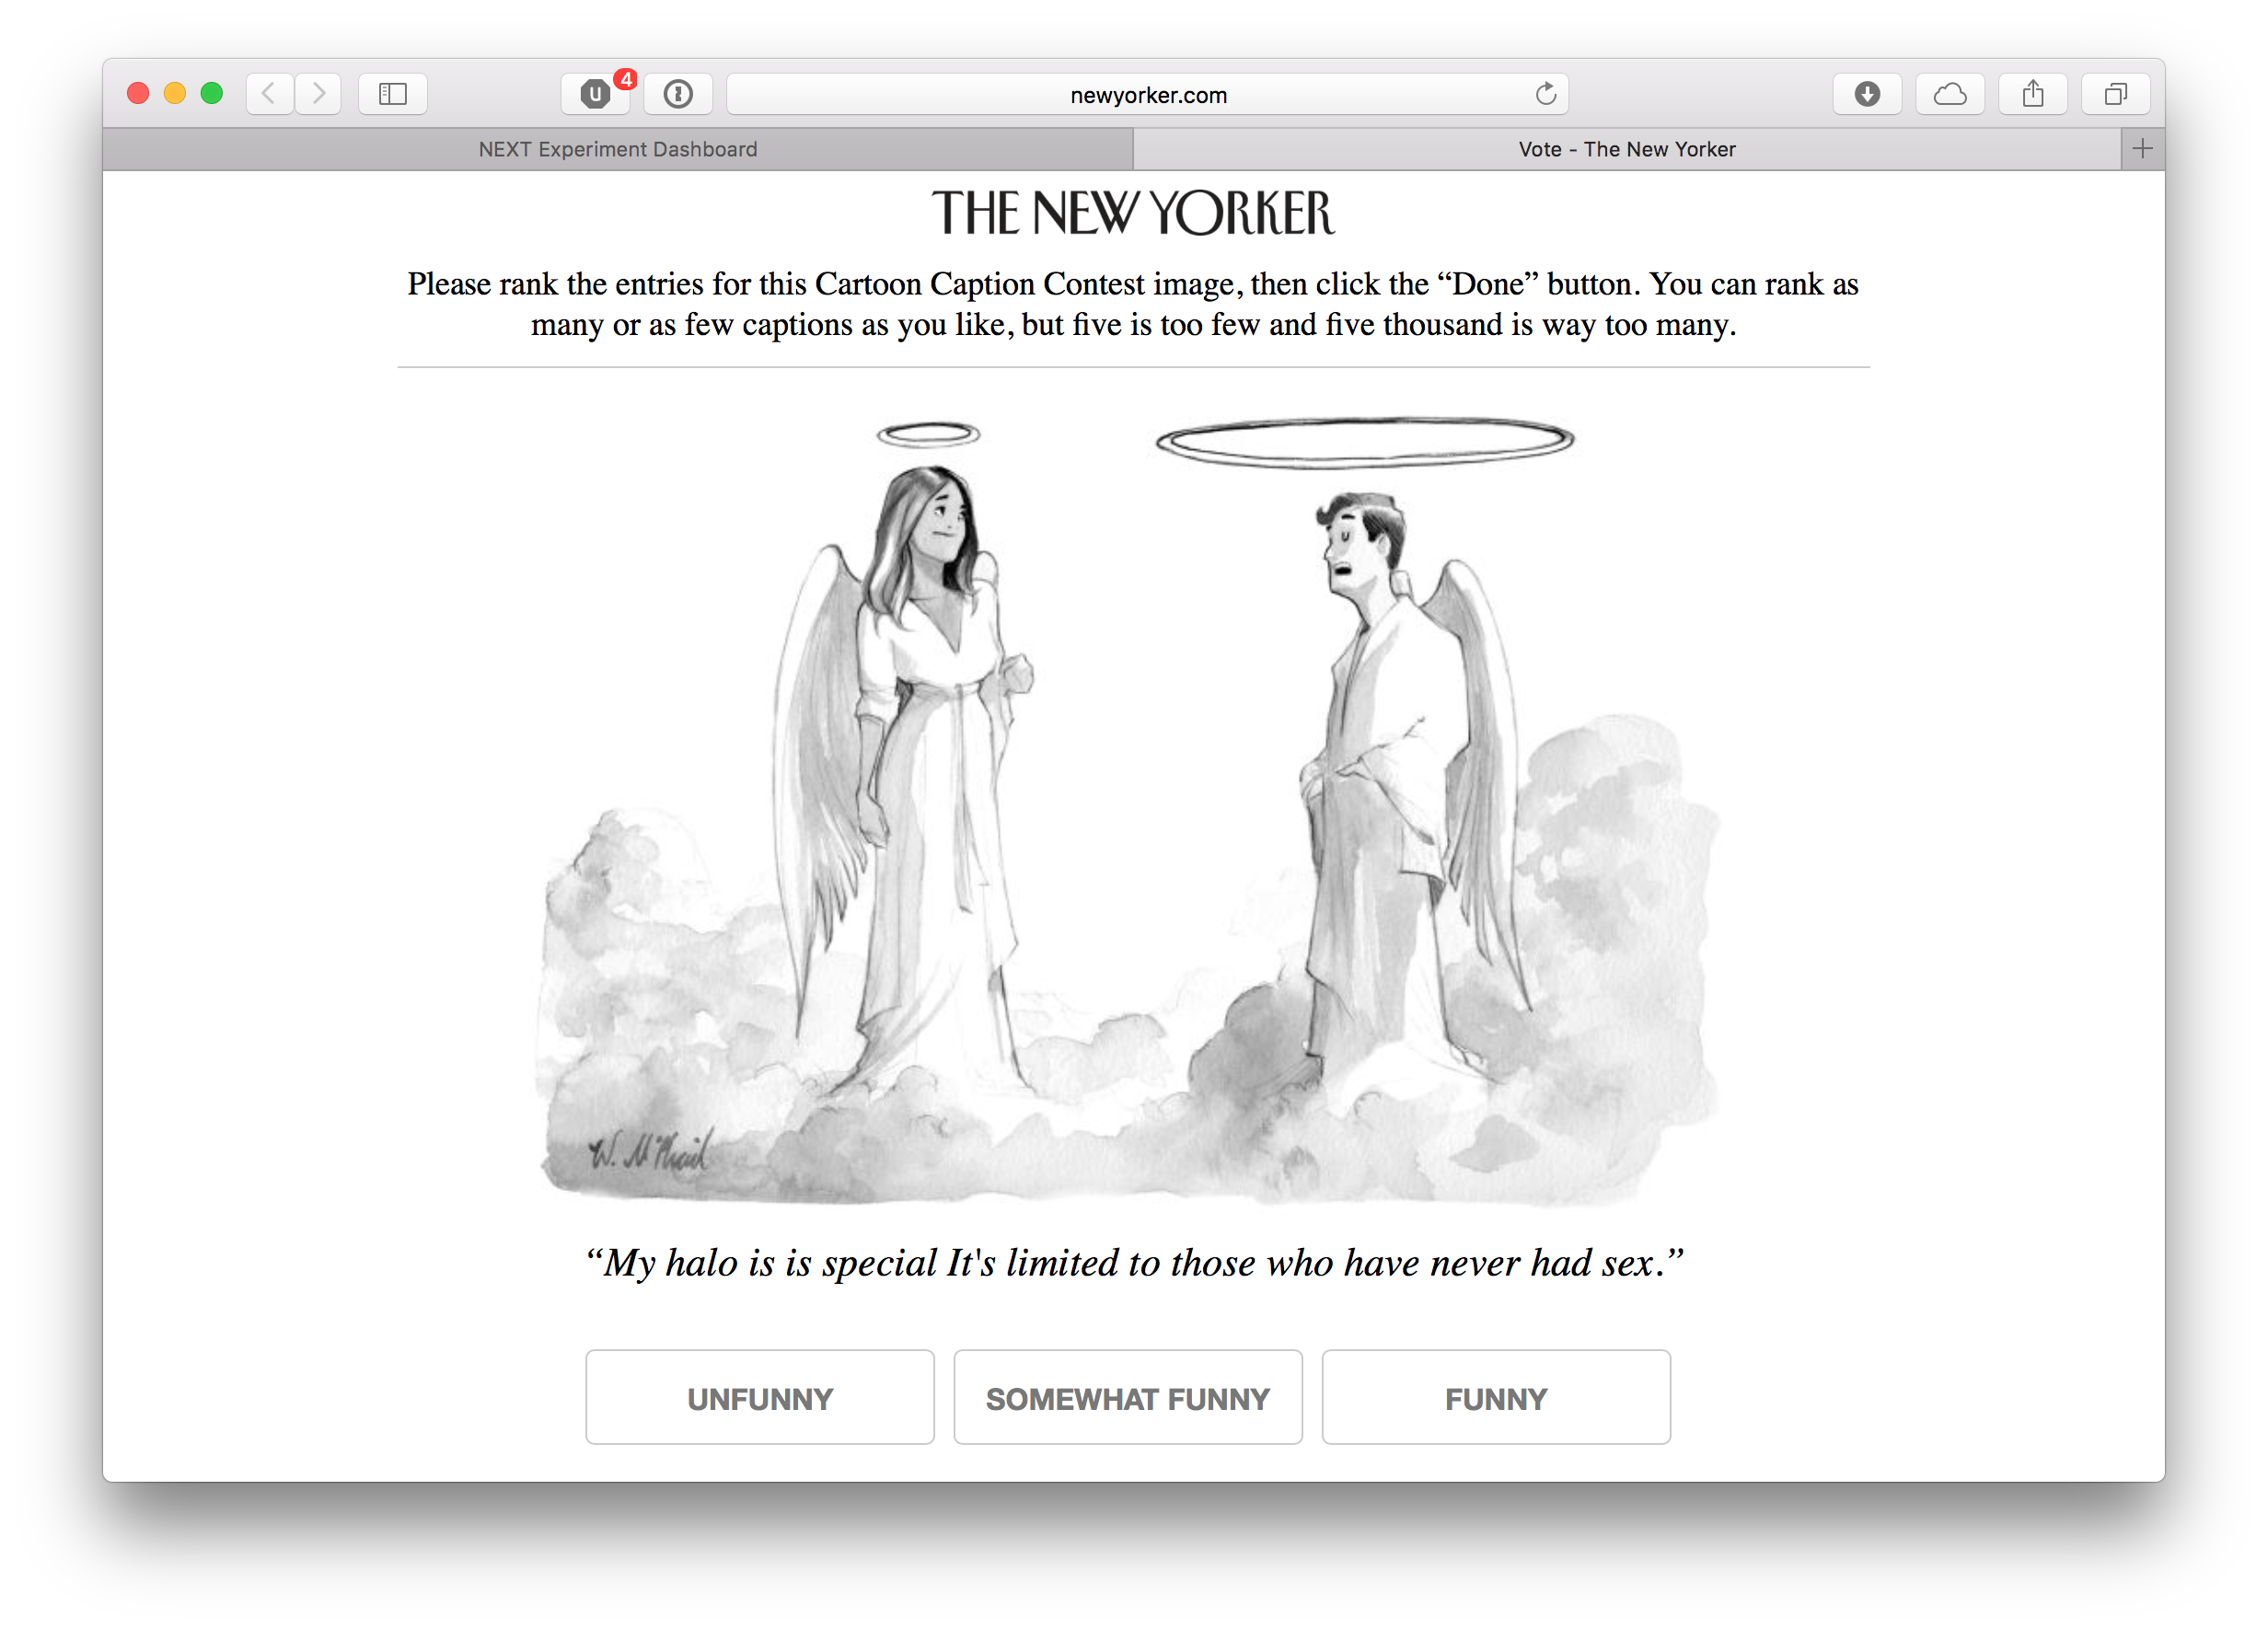 4
newyorker.com
NEXT Experiment Dashboard
Vote - The New Yorker
THE NEW YORKER
Please rank the entries for this Cartoon Caption Contest image, then click the “Done” button. You can rank as
many or as few captions as you like, but five is too few and five thousand is way too many.
“My halo is is special It's limited to those who have never had sex.”
UNFUNNY
SOMEWHAT FUNNY
FUNNY